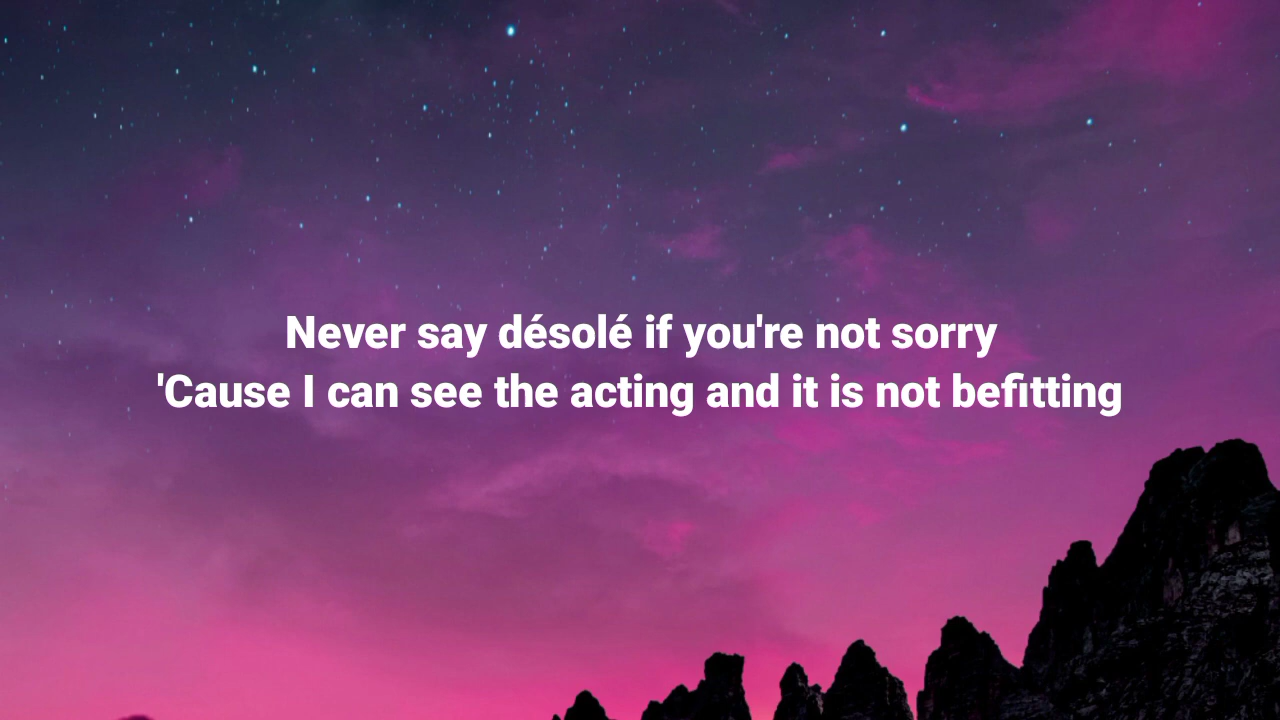 Never say désolé if you're not sorry
'Cause I can see the acting and it is not befitting